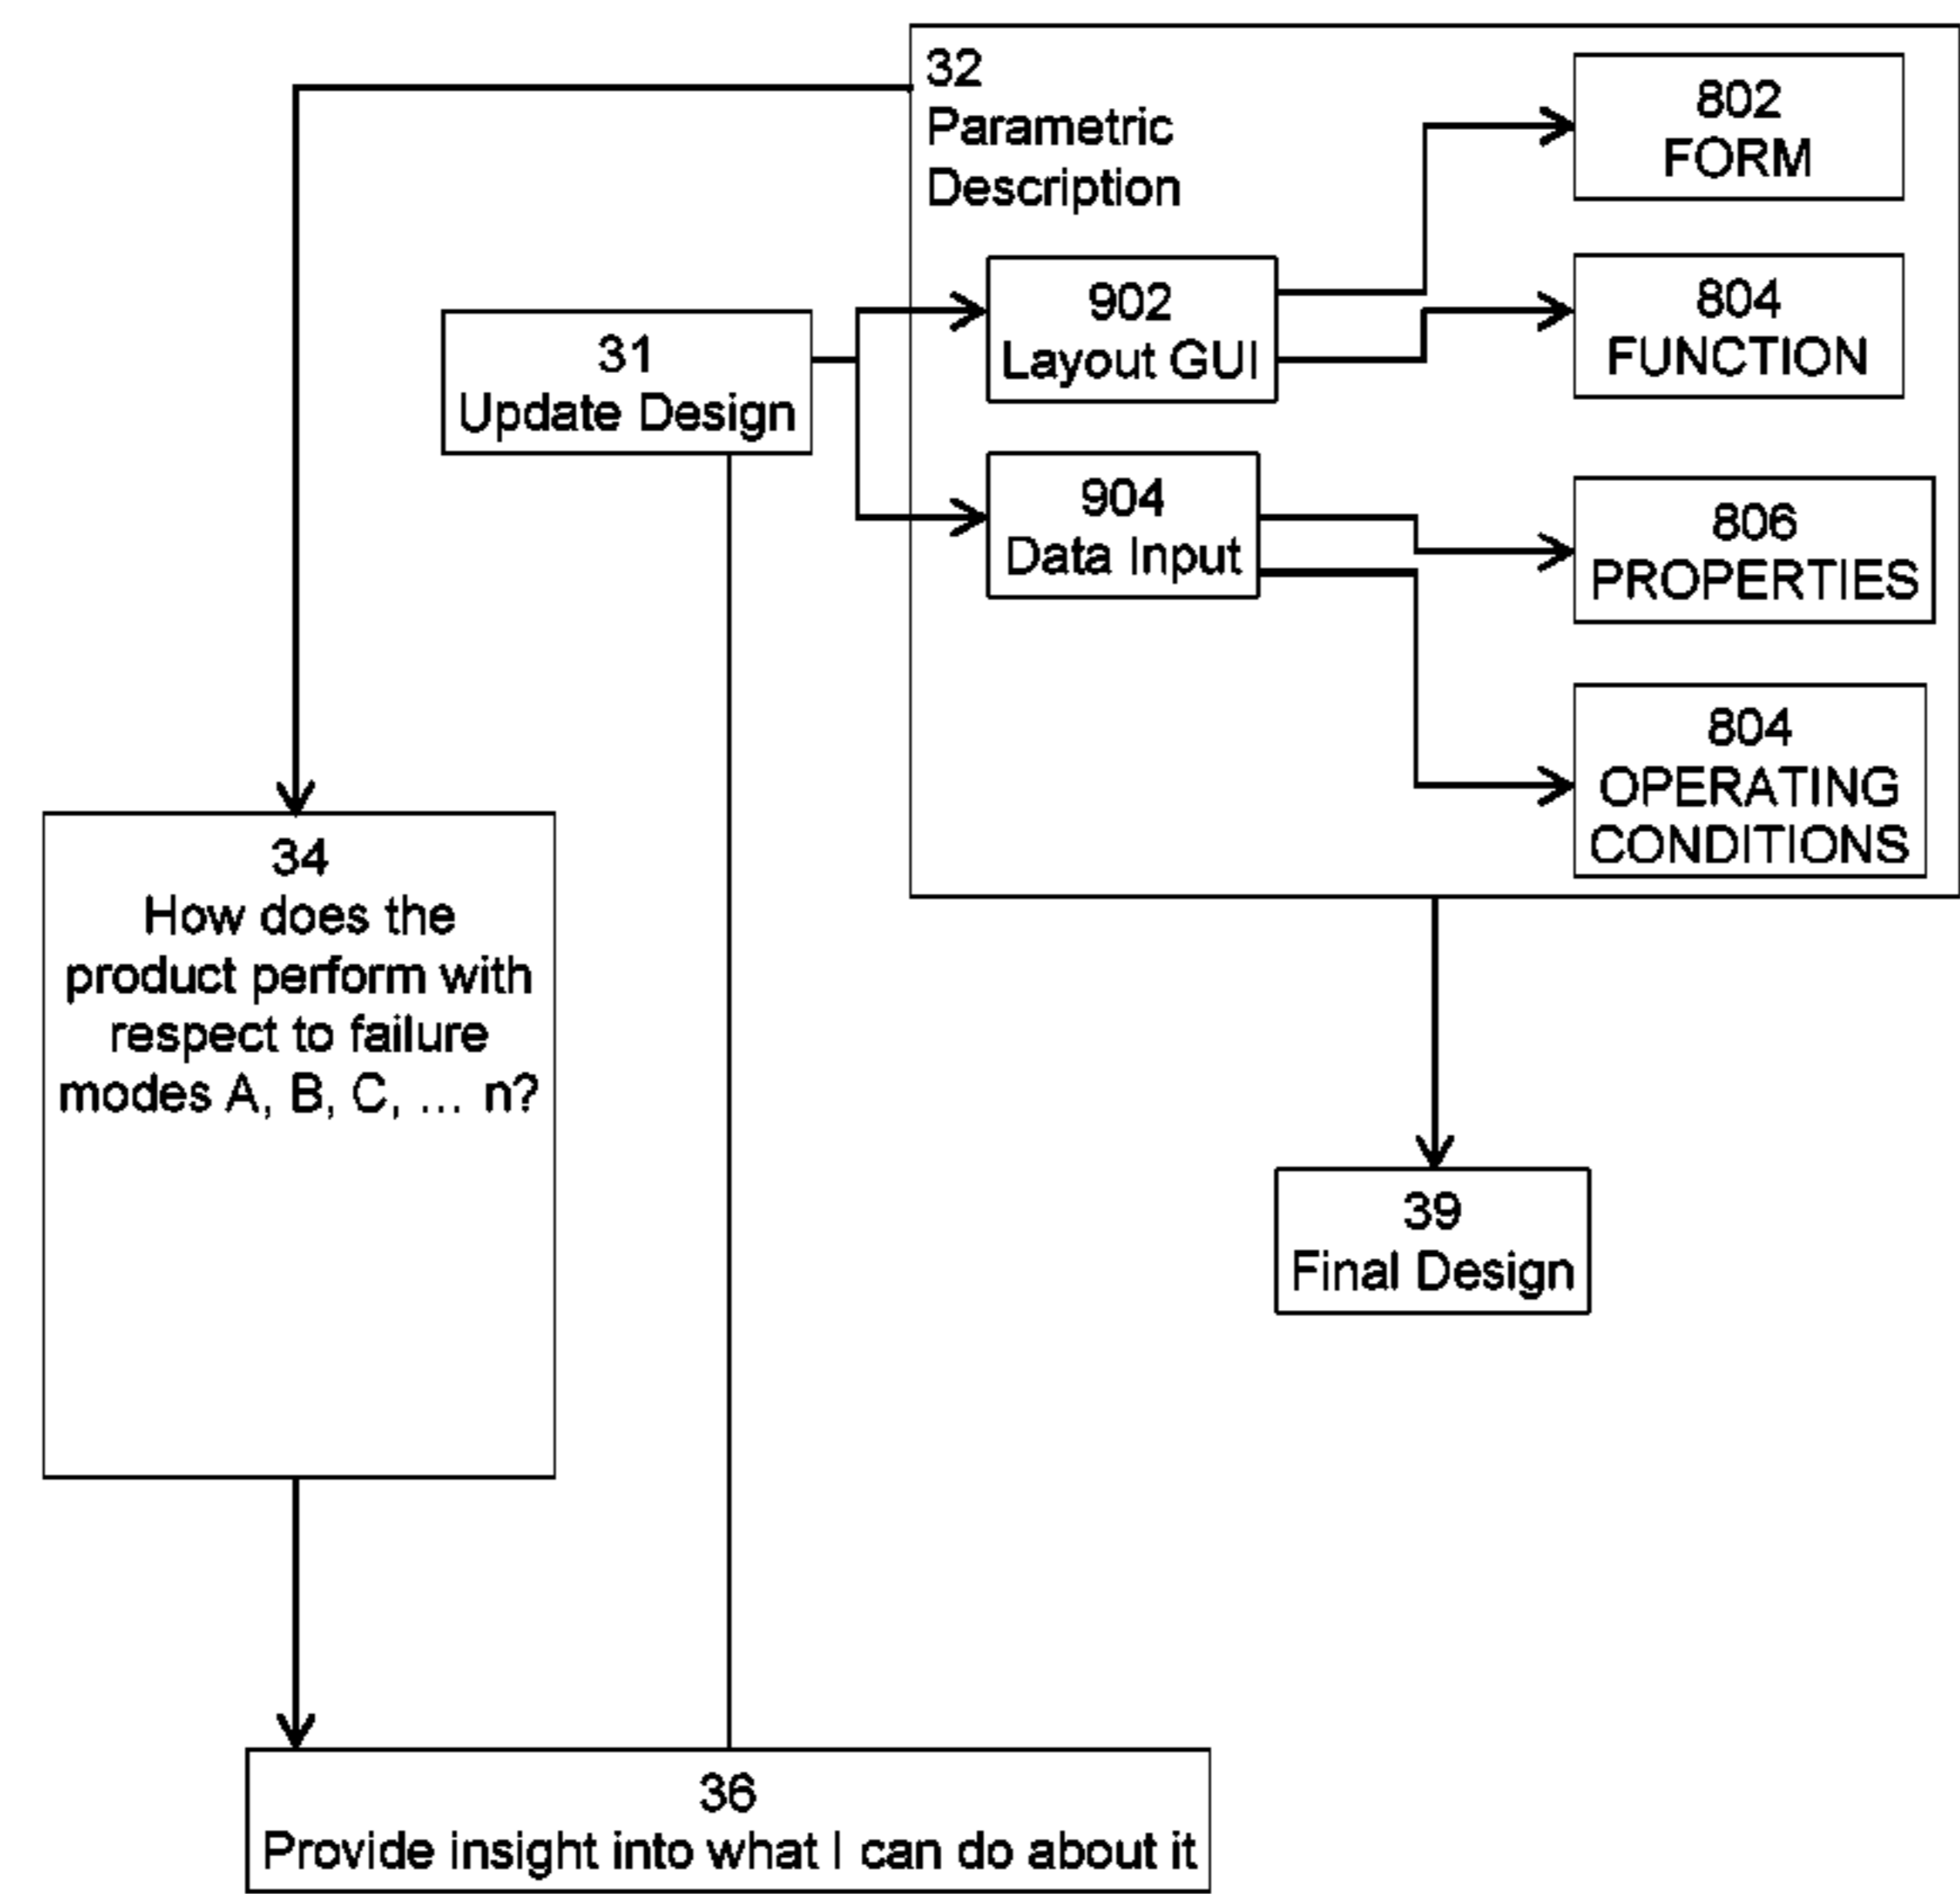 32
Parametric
Description
802
FORM
902
Layout GUI
804
FUNCTION
31
Update Design
904
Data Input
806
PROPERTIES
804
OPERATING
CONDITIONS
34
How does the
product perform with
respect to failure
modes A, B, C, ... n?
39
Final Design
36
Provide insight into what I can do about it